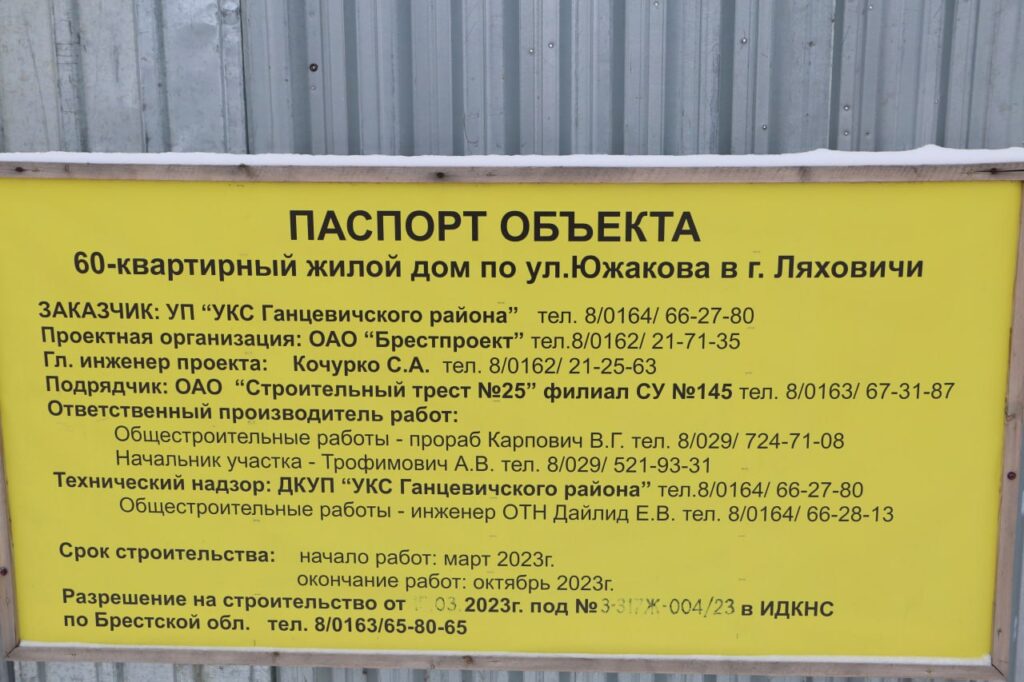 ПАСПОРТ ОБЪЕКТА
60-квартирный жилой дом по ул.Южакова в г. Ляховичи
ЗАКАЗЧИК: УП “УКС Ганцевичского района” тел. 8/0164/ 66-27-80
Проектная организация: ОАО “Брестпроект” тел.8/0162/ 21-71-35
Гл. инженер проекта: Кочурко С.А. тел. 8/0162/ 21-25-63
Подрядчик: ОАО “Строительный трест №25” филиал СУ №145 тел. 8/0163/ 67-31-87
Ответственный производитель работ:
Общестроительные работы - прораб Карпович В.Г. тел. 8/029/ 724-71-08
Начальник участка - Трофимович А.В. тел. 8/029/ 521-93-31
Технический надзор: ДКУП “УКС Ганцевичского района” тел.8/0164/ 66-27-80
Общестроительные работы - инженер ОТН Дайлид Е.В. тел. 8/0164/ 66-28-13
Срок строительства: начало работ: март 2023г.
окончание работ: октябрь 2023г.
Разрешение на строительство от 03.2023г. под №3-317Ж-004/23 в ИДКНС
по Брестской обл. тел. 8/0163/65-80-65